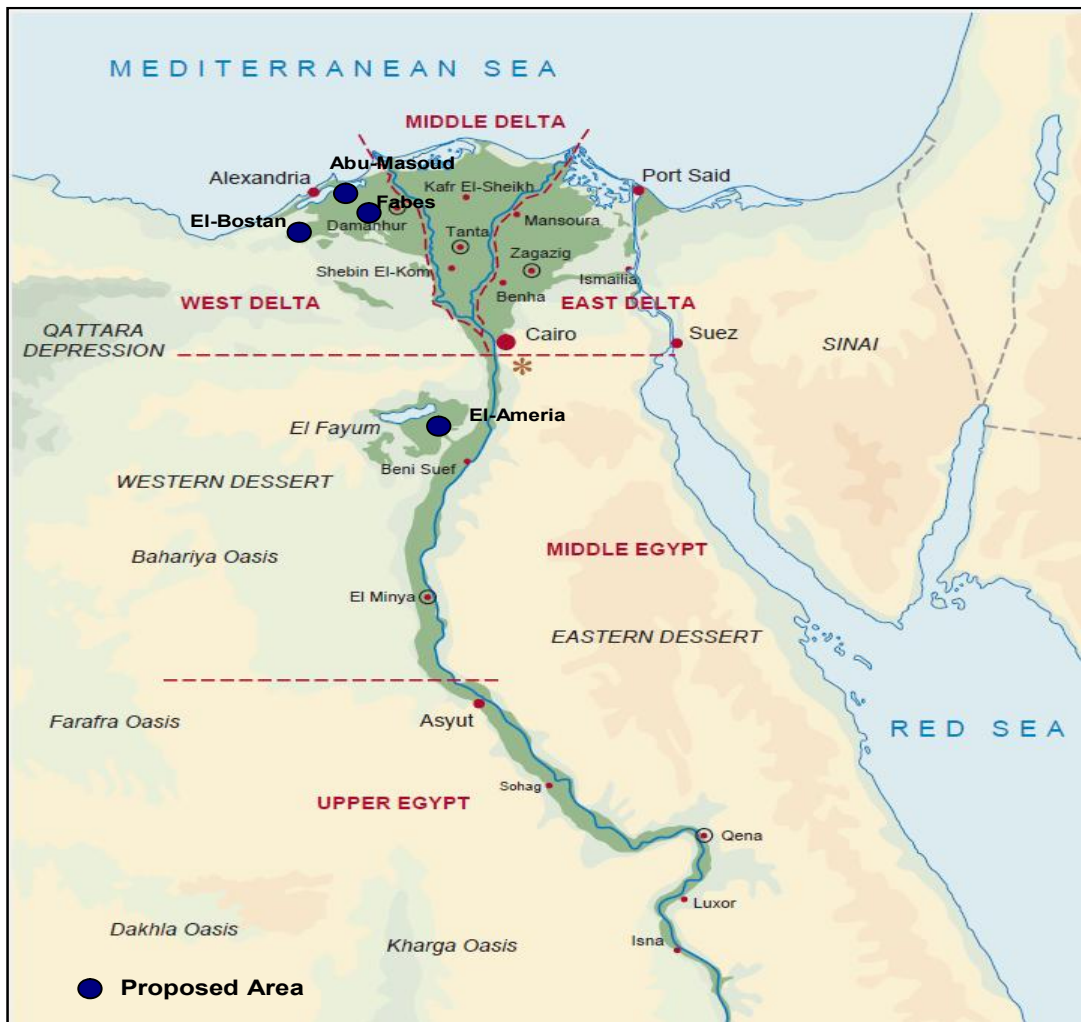 MEDITERRANEAN SEA
MIDDLE DELTA
Abu-Masoud
Alexandria
Kafr El-Sheikh
Port Said
Fabes
El-Bostan
Damanhur
Mansoura
Tanta
Zagazig
Shebin El-Kom
Ismailia
Benha
WEST DELTA
EAST DELTA
QATTARA
DEPRESSION
Cairo
Suez
SINAI
*
El-Ameria
El Fayum
Beni Suef
WESTERN DESSERT
Bahariya Oasis
MIDDLE EGYPT
El Minya
EASTERN DESSERT
Farafra Oasis
Asyut
RED SEA
Sohag
UPPER EGYPT
Qena
Luxor
Dakhla Oasis
Kharga Oasis
Isna
Proposed Area